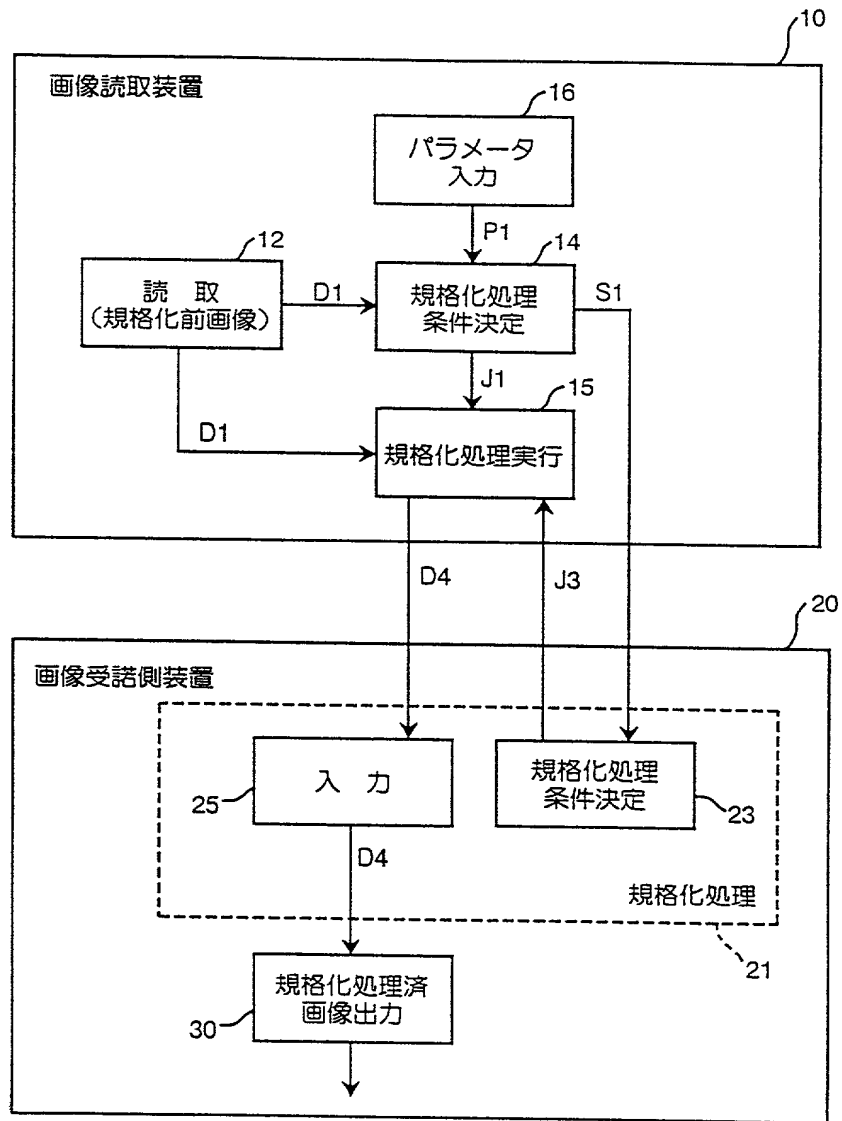 10
画像読取装置
16
パラメータ
入力
P1
12
14
読 取
(規格化前画像)
D1
規格化処理
条件決定
S1
J1
15
D1
規格化処理実行
D4
J3
20
画像受諾側装置
入 力
規格化処理
条件決定
25
23
D4
規格化処理
21
規格化処理済
画像出力
30